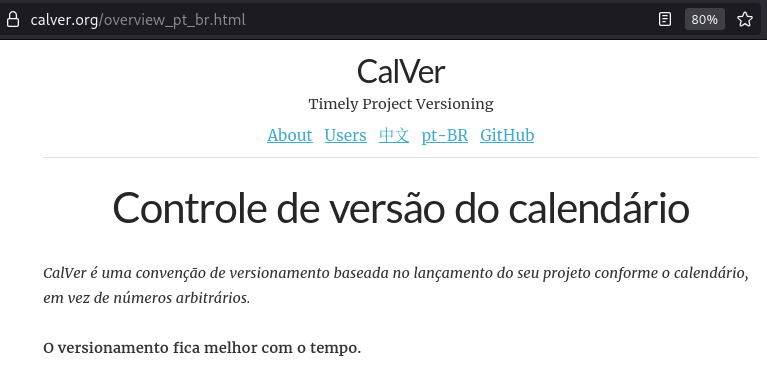 calver.org/overview_pt_br.html 80%
CalVer
Timely Project Versioning
About Users 中文 pt-BR GitHub
Controle de versão do calendário
CalVer é uma convenção de versionamento baseada no lançamento do seu projeto conforme o calendário,
em vez de números arbitrários.
O versionamento fica melhor com o tempo.